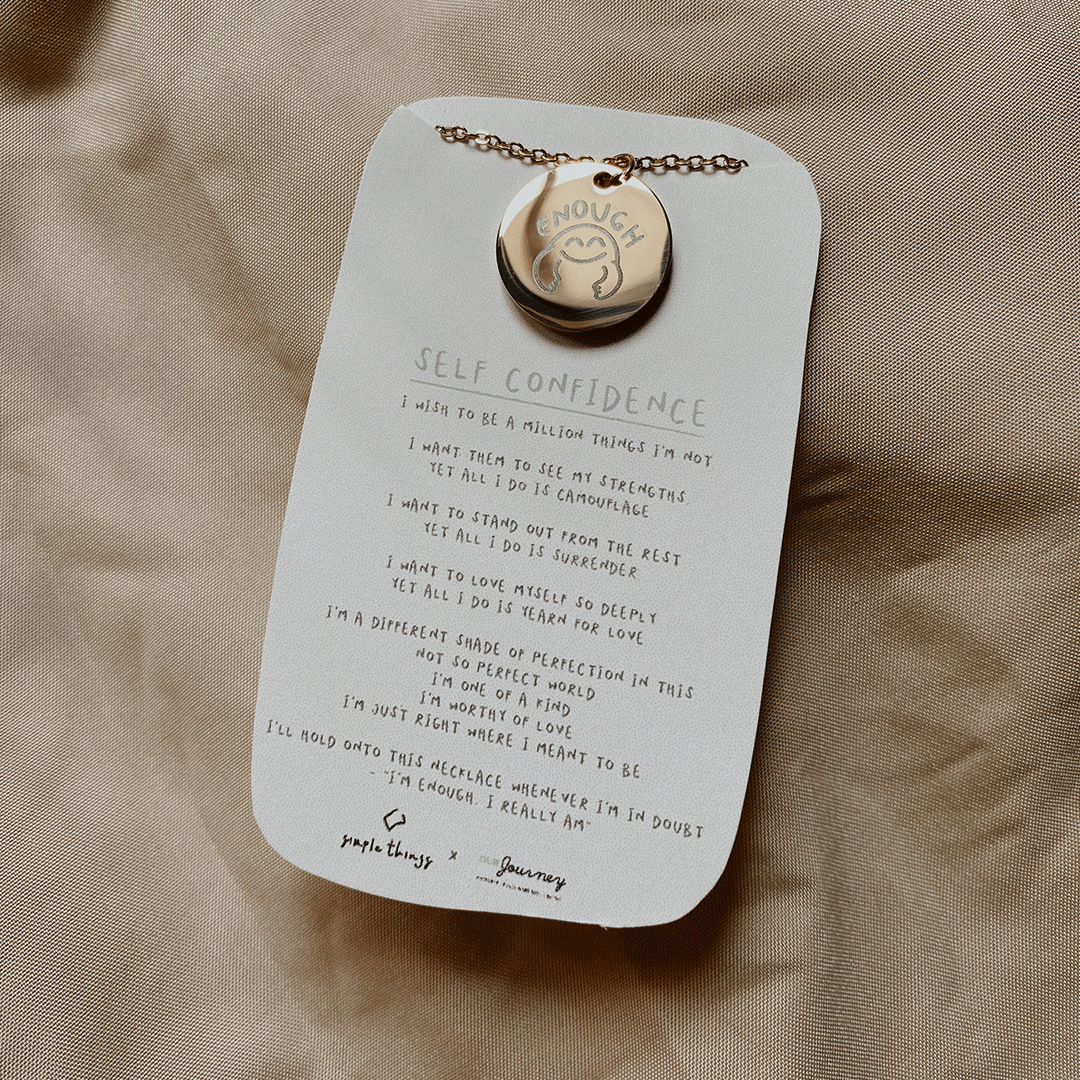 ENOUGH
SELF CONFIDENCE
I WISH TO BE A MILLION THINGS I'M NOT
I WANT THEM TO SEE MY STRENGTHS,
YET ALL I DO IS CAMOUFLAGE
I WANT TO STAND OUT FROM THE REST
YET ALL I DO IS SURRENDER
I WANT TO LOVE MYSELF SO DEEPLY
YET ALL I DO IS YEARN FOR LOVE
I'M A DIFFERENT SHADE OF PERFECTION IN THIS
NOT SO PERFECT WORLD
I'M ONE OF A KIND
I'M WORTHY OF LOVE
I'M JUST RIGHT WHERE I MEANT TO BE
I'LL HOLD ONTO THIS NECKLACE WHENEVER I'M IN DOUBT
- "I'M ENOUGH, I REALLY AM"
simple things x OUR Journey